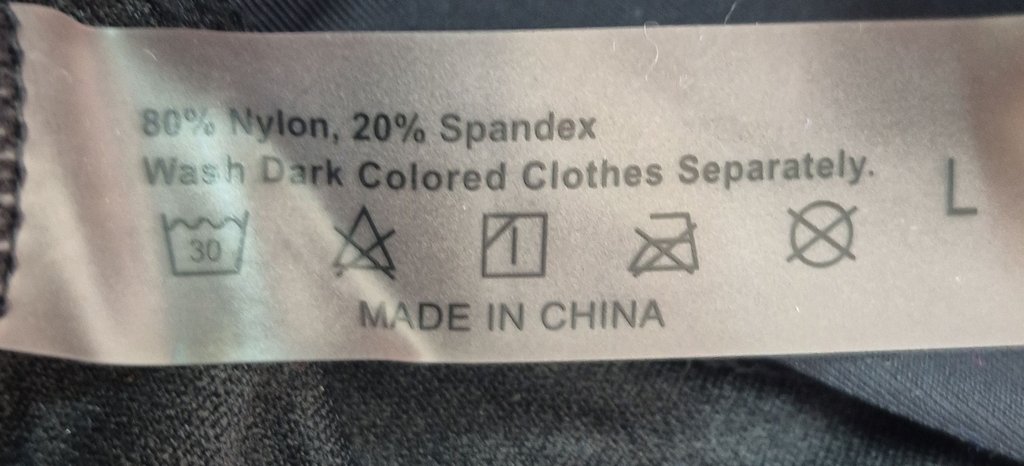 80% Nylon, 20% Spandex
Wash Dark Colored Clothes Separately.
L
30
MADE IN CHINA